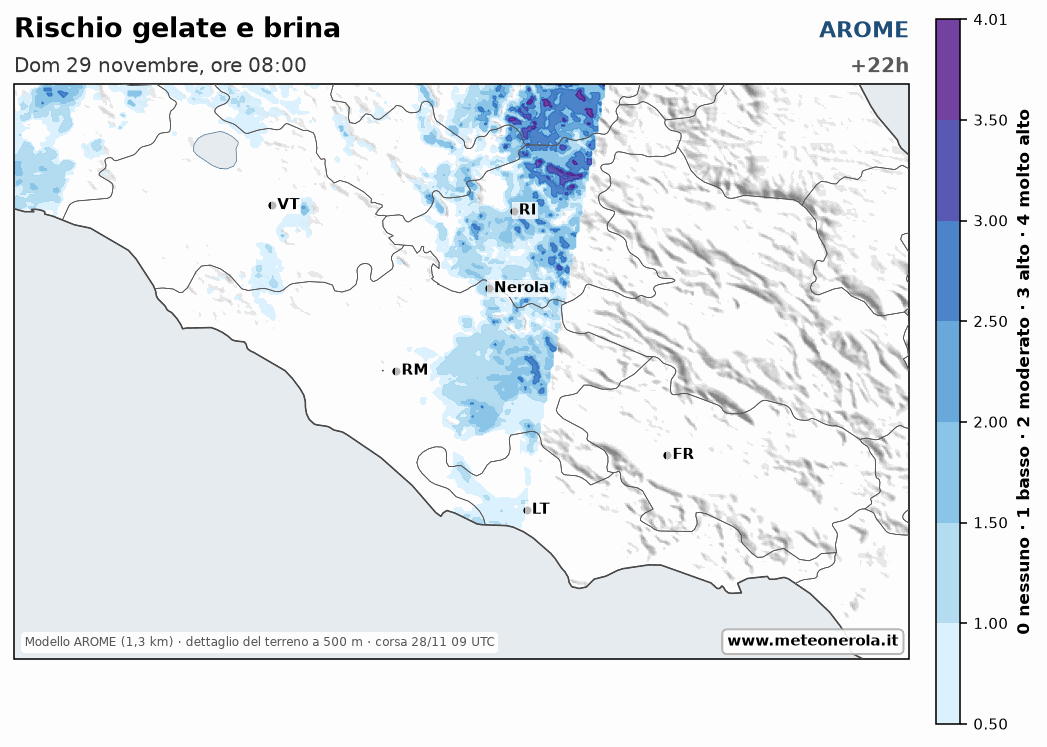 Rischio gelate e brina
AROME
Dom 29 novembre, ore 08:00
+22h
VT
RI
Nerola
RM
FR
LT
Modello AROME (1,3 km) · dettaglio del terreno a 500 m · corsa 28/11 09 UTC
www.meteonerola.it
4.01
3.50
3.00
2.50
2.00
1.50
1.00
0.50
0 nessuno · 1 basso · 2 moderato · 3 alto · 4 molto alto